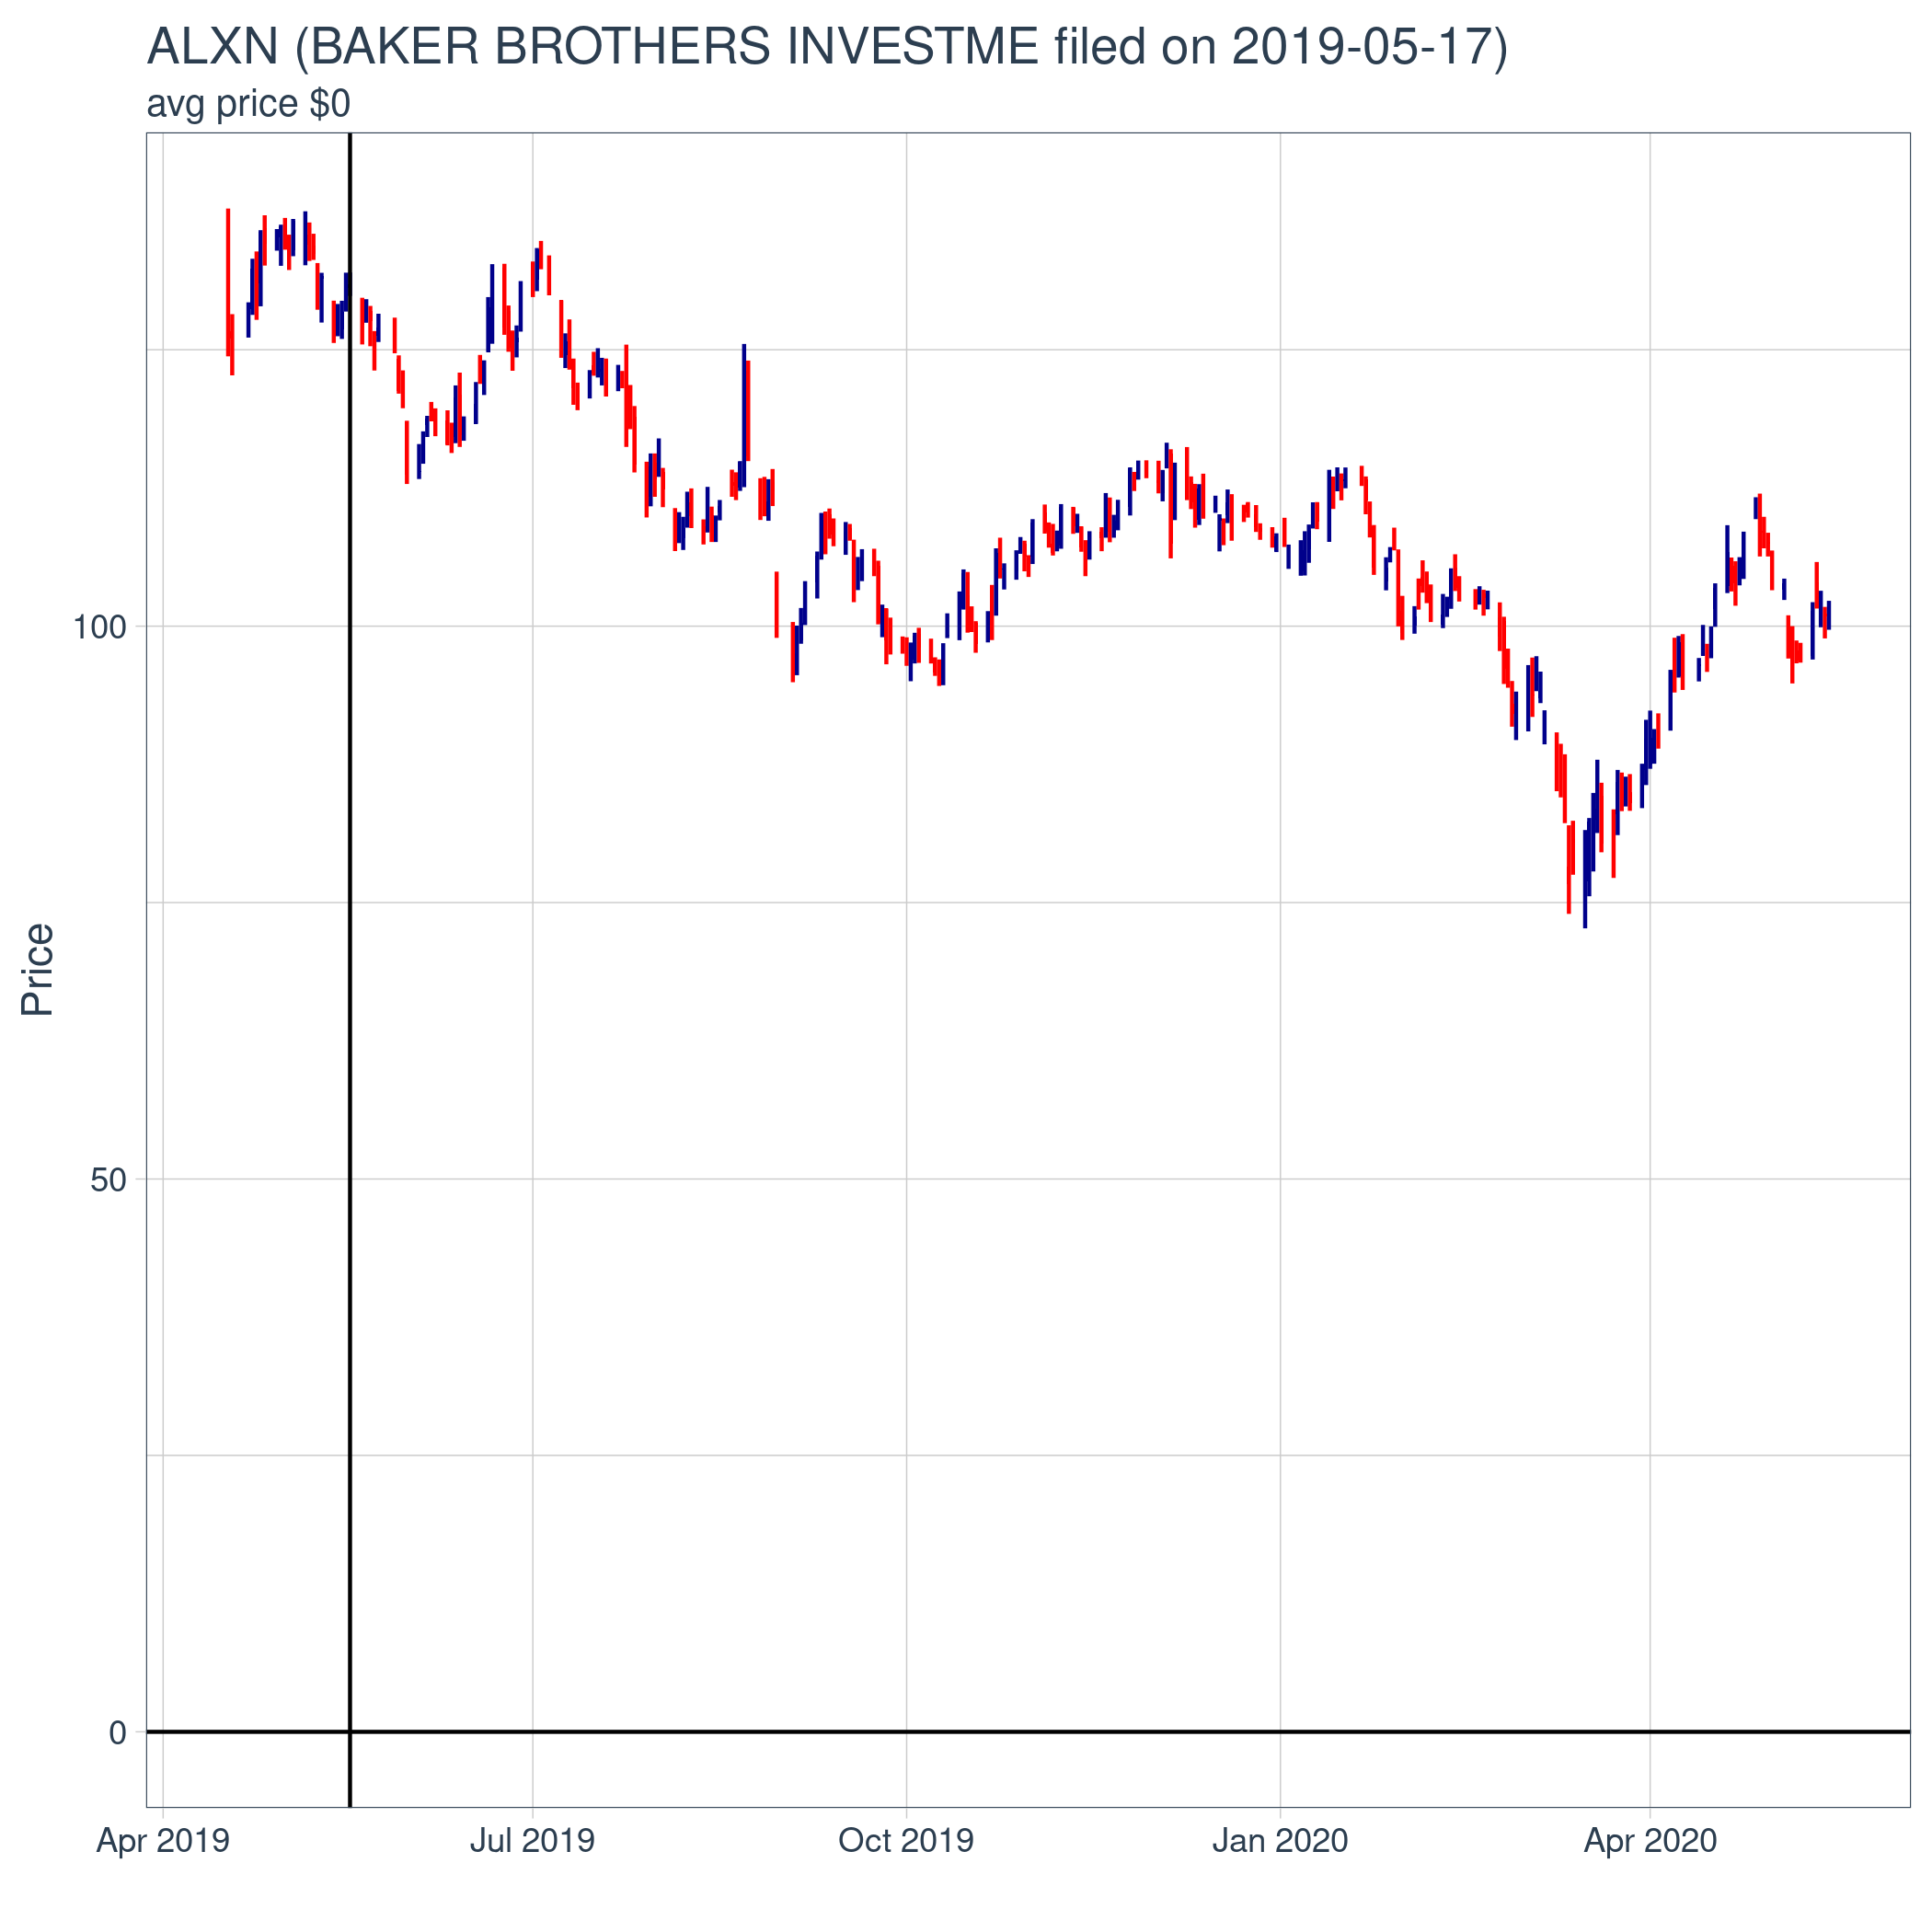 ALXN (BAKER BROTHERS INVESTME filed on 2019-05-17)
avg price $0
Price
100
50
0
Apr 2019
Jul 2019
Oct 2019
Jan 2020
Apr 2020